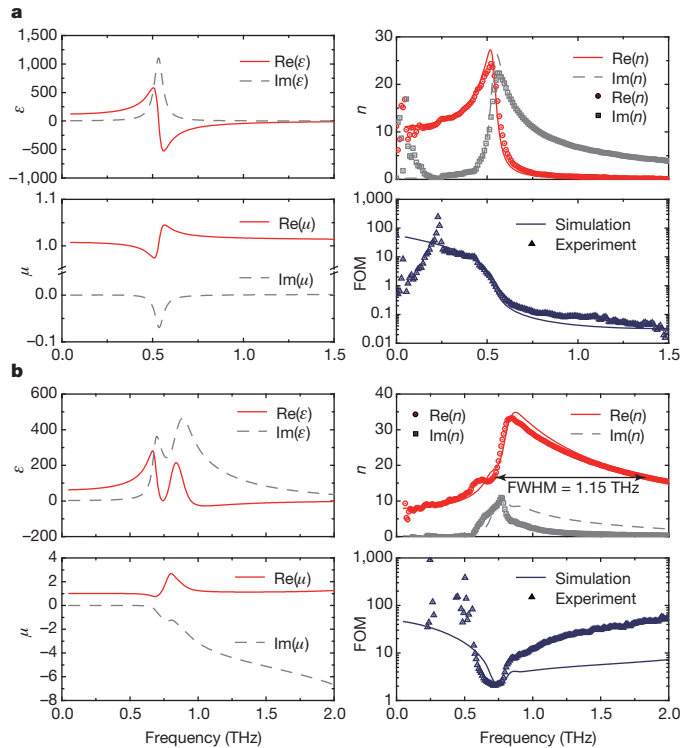 a
1,500
1,000
500
0
−500
−1,000
ε
Re(ε)
Im(ε)
30
20
10
0
n
Re(n)
Im(n)
Re(n)
Im(n)
1.1
1.0
0.0
−0.1
μ
Re(μ)
Im(μ)
0.0 0.5 1.0 1.5
1,000
100
10
1
0.1
0.01
FOM
Simulation
Experiment
0.0 0.5 1.0 1.5
b
600
400
200
0
−200
ε
Re(ε)
Im(ε)
40
30
20
10
0
n
Re(n)
Im(n)
Re(n)
Im(n)
FWHM = 1.15 THz
4
2
0
−2
−4
−6
−8
μ
Re(μ)
Im(μ)
0.0 0.5 1.0 1.5 2.0
Frequency (THz)
1,000
100
10
1
FOM
Simulation
Experiment
0.0 0.5 1.0 1.5 2.0
Frequency (THz)